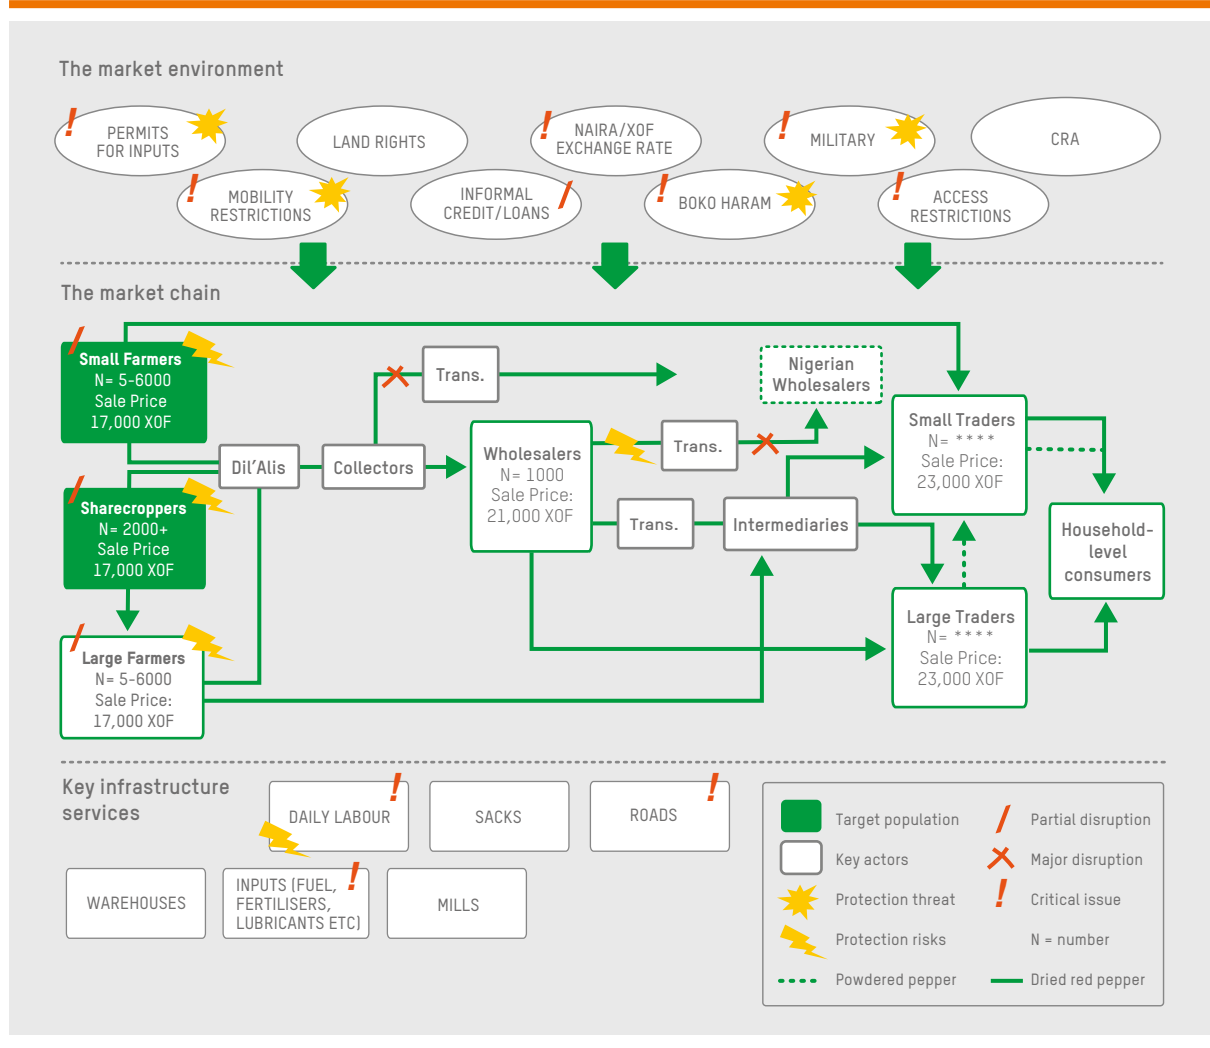 The market environment
PERMITS
FOR INPUTS
LAND RIGHTS
NAIRA/XOF
EXCHANGE RATE
MILITARY
CRA
MOBILITY
RESTRICTIONS
INFORMAL
CREDIT/LOANS
BOKO HARAM
ACCESS
RESTRICTIONS
The market chain
Small Farmers
N= 5-6000
Sale Price
17,000 XOF
Sharecroppers
N= 2000+
Sale Price
17,000 XOF
Large Farmers
N= 5-6000
Sale Price:
17,000 XOF
Dil'Alis
Collectors
Trans.
Wholesalers
N= 1000
Sale Price:
21,000 XOF
Trans.
Trans.
Nigerian
Wholesalers
Intermediaries
Small Traders
N= ****
Sale Price:
23,000 XOF
Large Traders
N= ****
Sale Price:
23,000 XOF
Household-
level
consumers
Key infrastructure
services
DAILY LABOUR
SACKS
ROADS
WAREHOUSES
INPUTS (FUEL,
FERTILISERS,
LUBRICANTS ETC)
MILLS
Target population
Partial disruption
Key actors
Major disruption
Protection threat
Critical issue
Protection risks
N = number
Powdered pepper
Dried red pepper